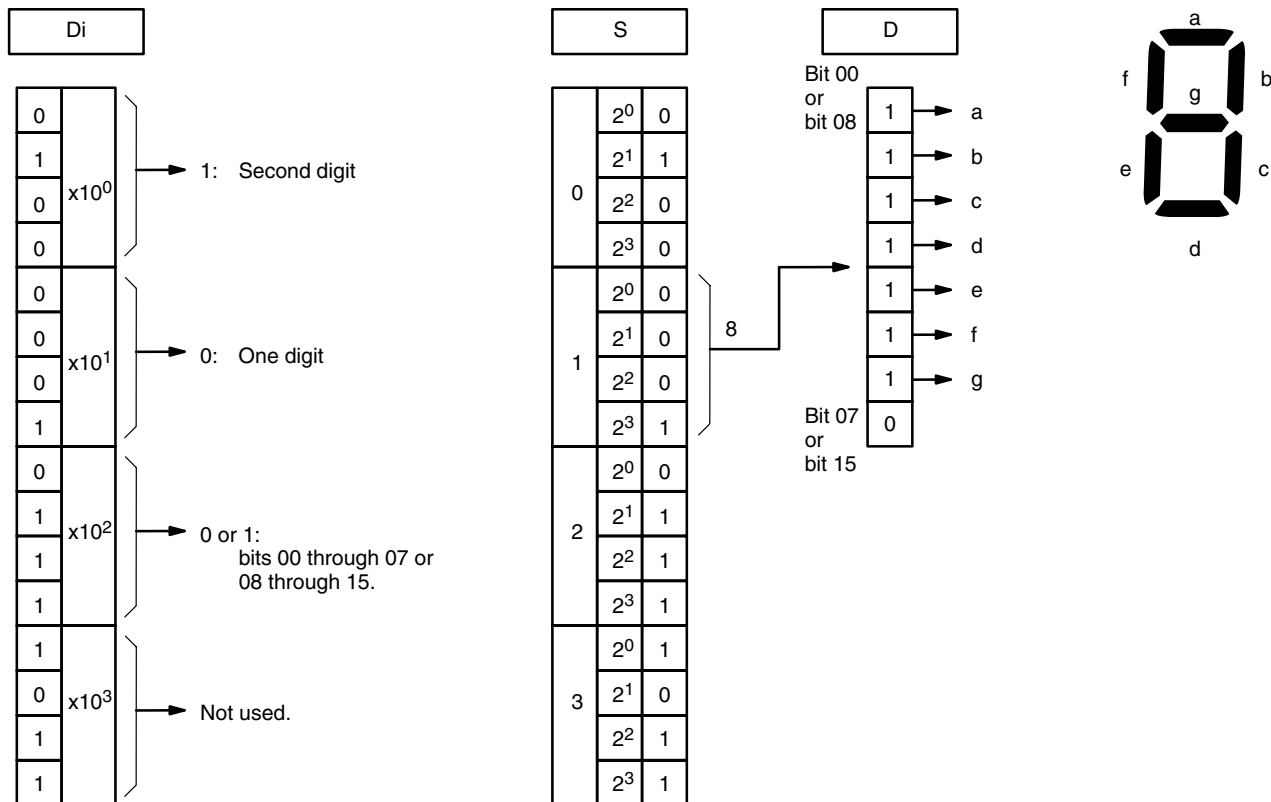 Di
0
1
0
0
x10⁰
1: Second digit
0
0
0
1
x10¹
0: One digit
0
1
1
1
x10²
0 or 1:
bits 00 through 07 or
08 through 15.
1
0
1
1
x10³
Not used.
S
0
2⁰ 0
2¹ 1
2² 0
2³ 0
1
2⁰ 0
2¹ 0
2² 0
2³ 1
8
2
2⁰ 0
2¹ 1
2² 1
2³ 1
3
2⁰ 1
2¹ 0
2² 1
2³ 1
D
Bit 00
or
bit 08
1 a
1 b
1 c
1 d
1 e
1 f
1 g
0
Bit 07
or
bit 15
a
f
b
g
e
c
d